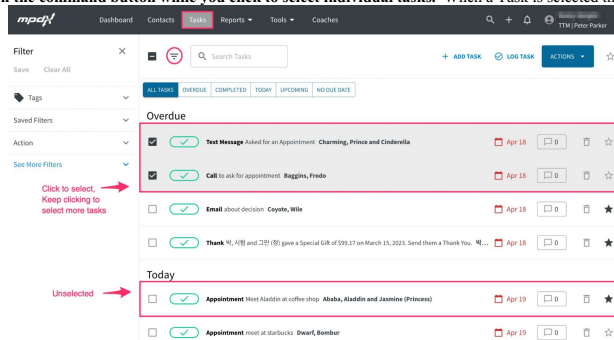 the command button while you click to select individual tasks. When a Task is selected th
mpdx Dashboard Contacts Tasks Reports Tools Coaches
TTM | Peter Parker
Filter
Search Tasks + ADD TASK LOG TASK ACTIONS
Save Clear All
ALL TASKS OVERDUE COMPLETED TODAY UPCOMING NO DUE DATE
Tags
Saved Filters
Action
See More Filters
Overdue
Text Message Asked for an Appointment Charming, Prince and Cinderella Apr 18 0
Call to ask for appointment Baggins, Frodo Apr 18 0
Click to select,
Keep clicking to
select more tasks
Email about decision Coyote, Wile Apr 18 0
Thank 박, 시험 and 그만 (정) gave a Special Gift of $99.17 on March 15, 2023. Send them a Thank You. 박... Apr 18 0
Today
Unselected
Appointment Meet Aladdin at coffee shop Ababa, Aladdin and Jasmine (Princess) Apr 19 0
Appointment meet at starbucks Dwarf, Bombur Apr 19 0